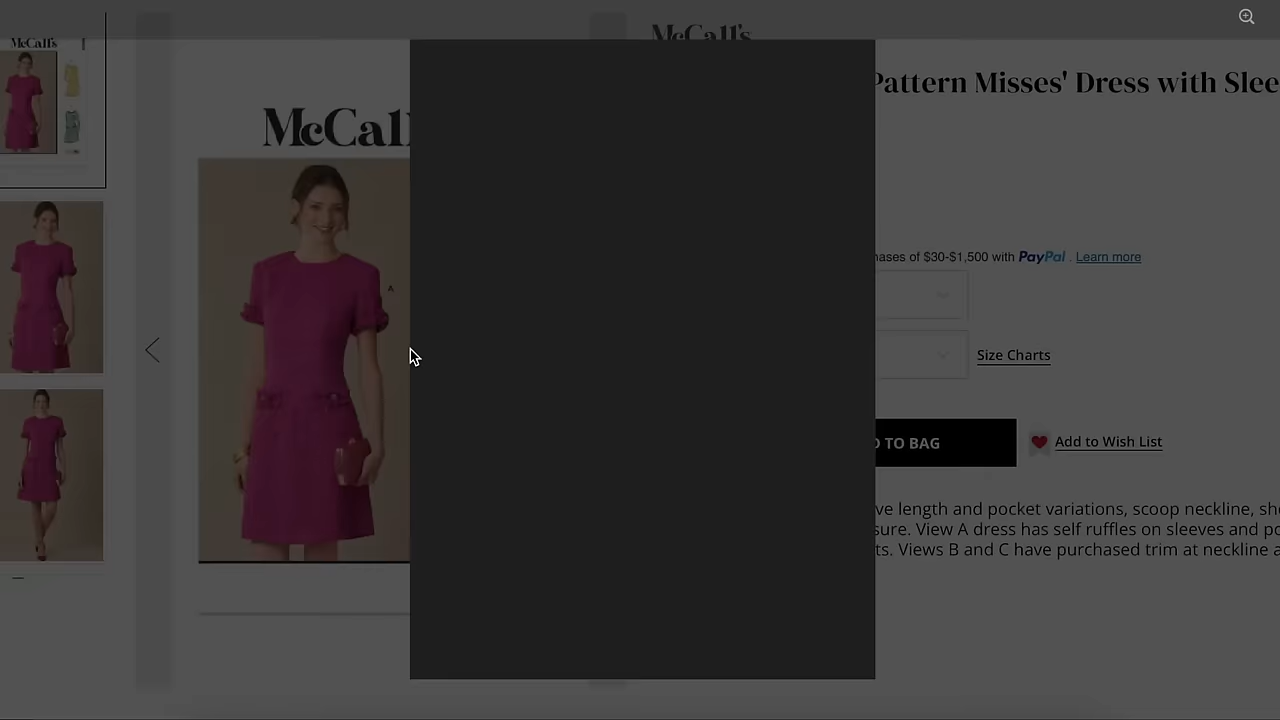 McCall's
McCall's
Pattern Misses' Dress with Slee
McCall
A
hases of $30-$1,500 with PayPal . Learn more
Size Charts
D TO BAG
Add to Wish List
ve length and pocket variations, scoop neckline, sh
sure. View A dress has self ruffles on sleeves and po
ts. Views B and C have purchased trim at neckline a